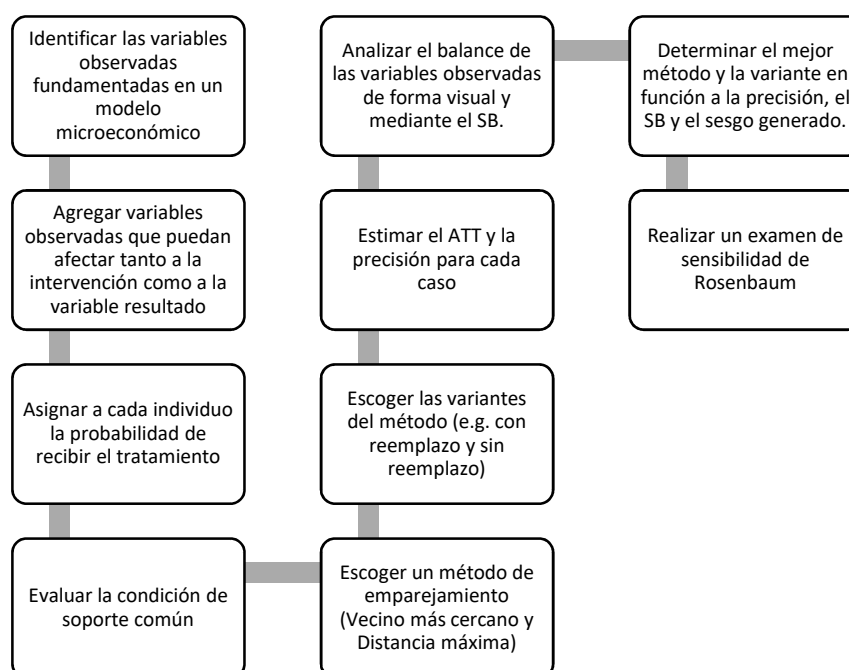 Identificar las variables
observadas
fundamentadas en un
modelo
microeconómico
Agregar variables
observadas que puedan
afectar tanto a la
intervención como a la
variable resultado
Asignar a cada individuo
la probabilidad de
recibir el tratamiento
Evaluar la condición de
soporte común
Escoger un método de
emparejamiento
(Vecino más cercano y
Distancia máxima)
Escoger las variantes
del método (e.g. con
reemplazo y sin
reemplazo)
Estimar el ATT y la
precisión para cada
caso
Analizar el balance de
las variables observadas
de forma visual y
mediante el SB.
Determinar el mejor
método y la variante en
función a la precisión, el
SB y el sesgo generado.
Realizar un examen de
sensibilidad de
Rosenbaum